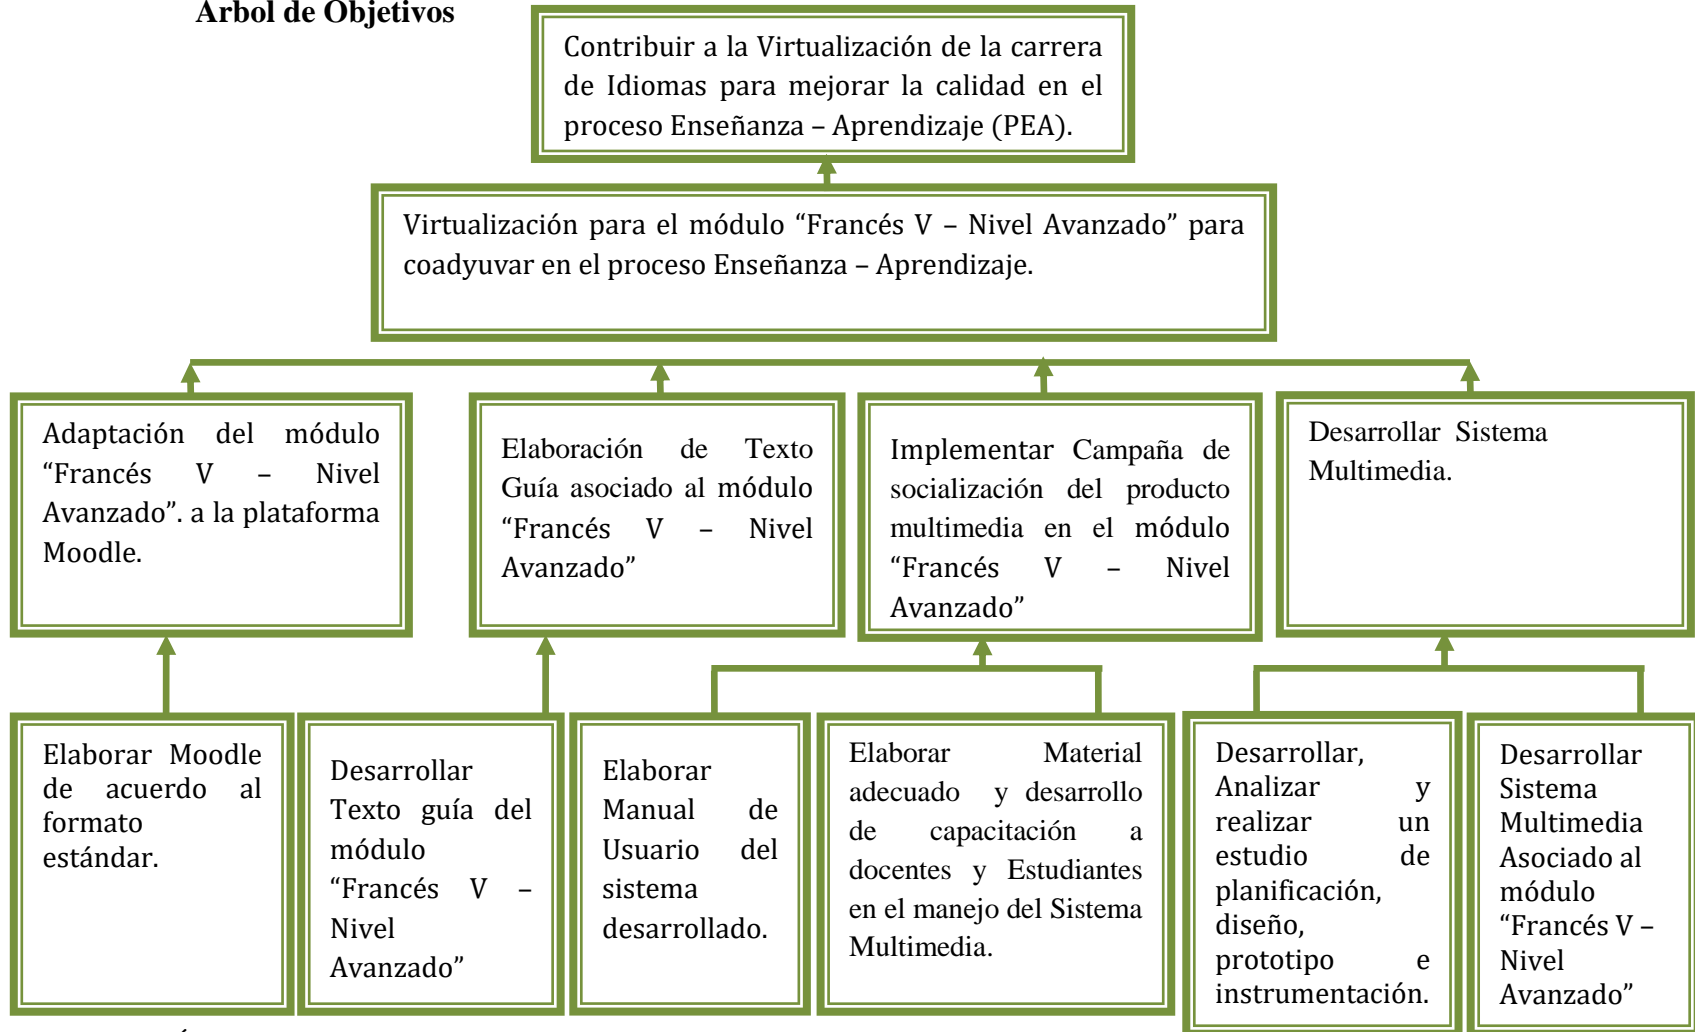 Arbol de Objetivos
Contribuir a la Virtualización de la carrera
de Idiomas para mejorar la calidad en el
proceso Enseñanza – Aprendizaje (PEA).
Virtualización para el módulo “Francés V – Nivel Avanzado” para
coadyuvar en el proceso Enseñanza – Aprendizaje.
Adaptación del módulo
“Francés V – Nivel
Avanzado”. a la plataforma
Moodle.
Elaboración de Texto
Guía asociado al módulo
“Francés V – Nivel
Avanzado”
Implementar Campaña de
socialización del producto
multimedia en el módulo
“Francés V – Nivel
Avanzado”
Desarrollar Sistema
Multimedia.
Elaborar Moodle
de acuerdo al
formato
estándar.
Desarrollar
Texto guía del
módulo
“Francés V –
Nivel
Avanzado”
Elaborar
Manual de
Usuario del
sistema
desarrollado.
Elaborar Material
adecuado y desarrollo
de capacitación a
docentes y Estudiantes
en el manejo del Sistema
Multimedia.
Desarrollar,
Analizar y
realizar un
estudio de
planificación,
diseño,
prototipo e
instrumentación.
Desarrollar
Sistema
Multimedia
Asociado al
módulo
“Francés V –
Nivel
Avanzado”